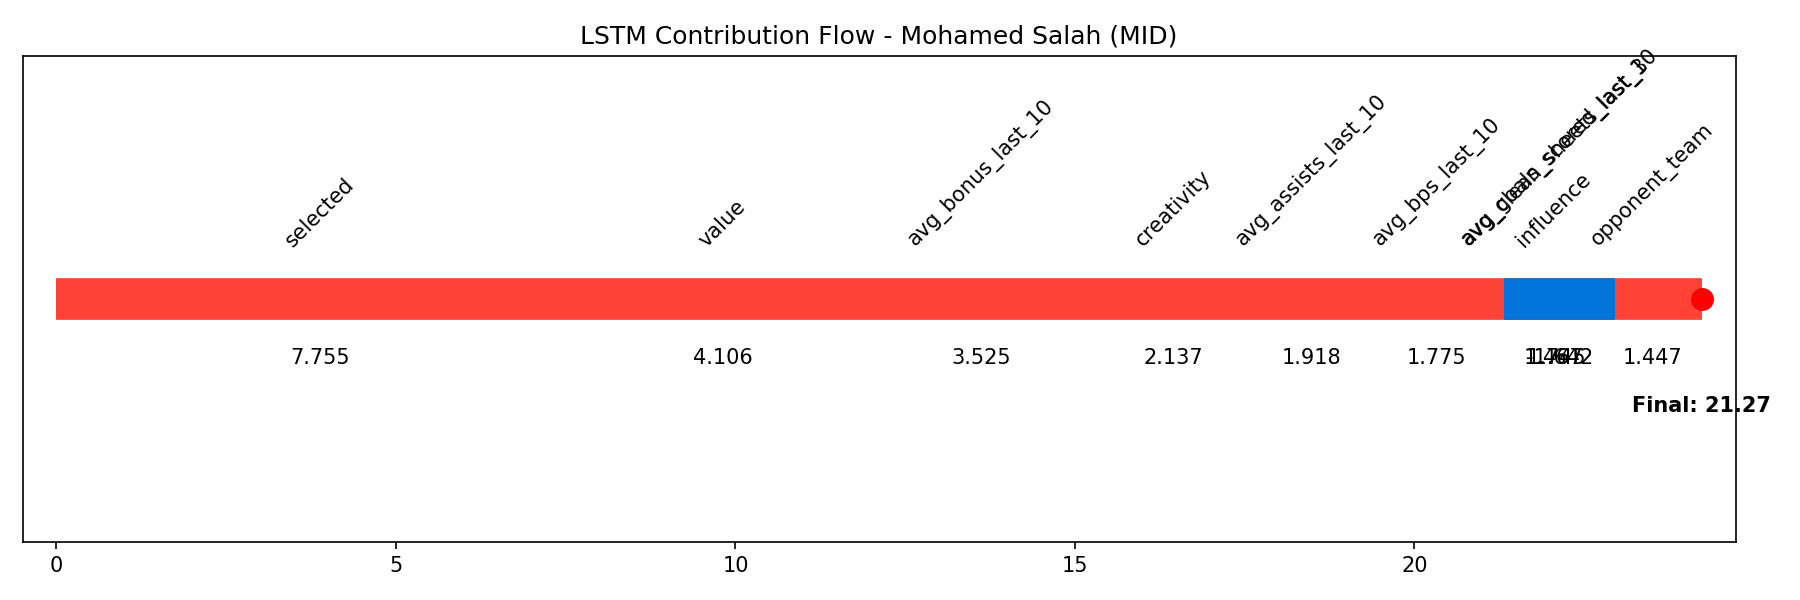 LSTM Contribution Flow - Mohamed Salah (MID)
selected
value
avg_bonus_last_10
creativity
avg_assists_last_10
avg_bps_last_10
influence
opponent_team
7.755
4.106
3.525
2.137
1.918
1.775
1.447
Final: 21.27
0
5
10
15
20